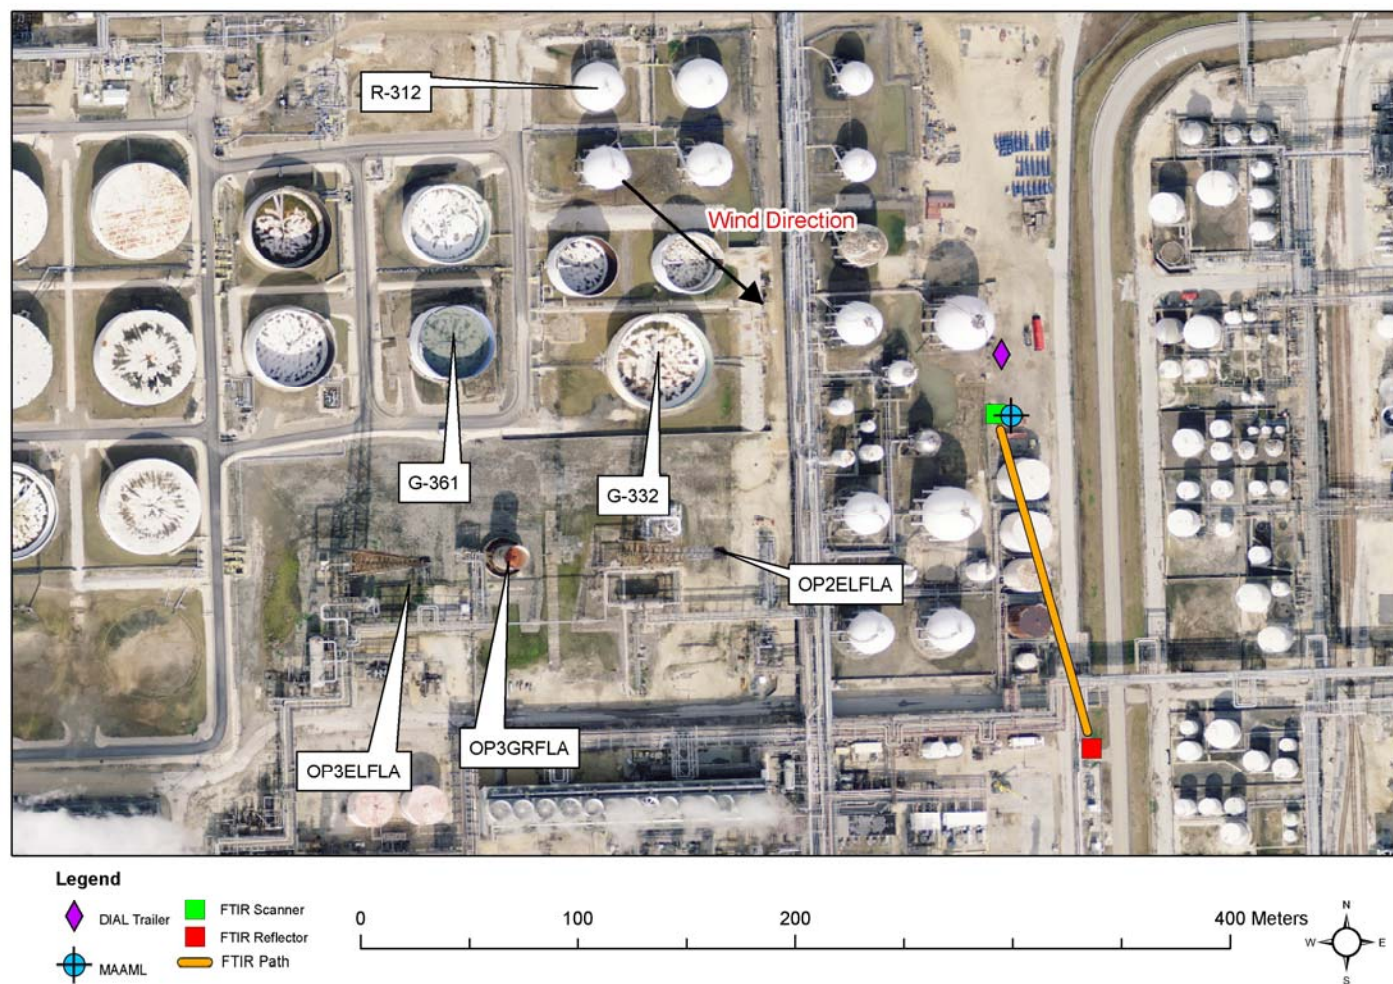 R-312
Wind Direction
G-361
G-332
OP2ELFLA
OP3GRFLA
OP3ELFLA
Legend
DIAL Trailer
MAAML
FTIR Scanner
FTIR Reflector
FTIR Path
0 100 200 400 Meters
N
W E
S